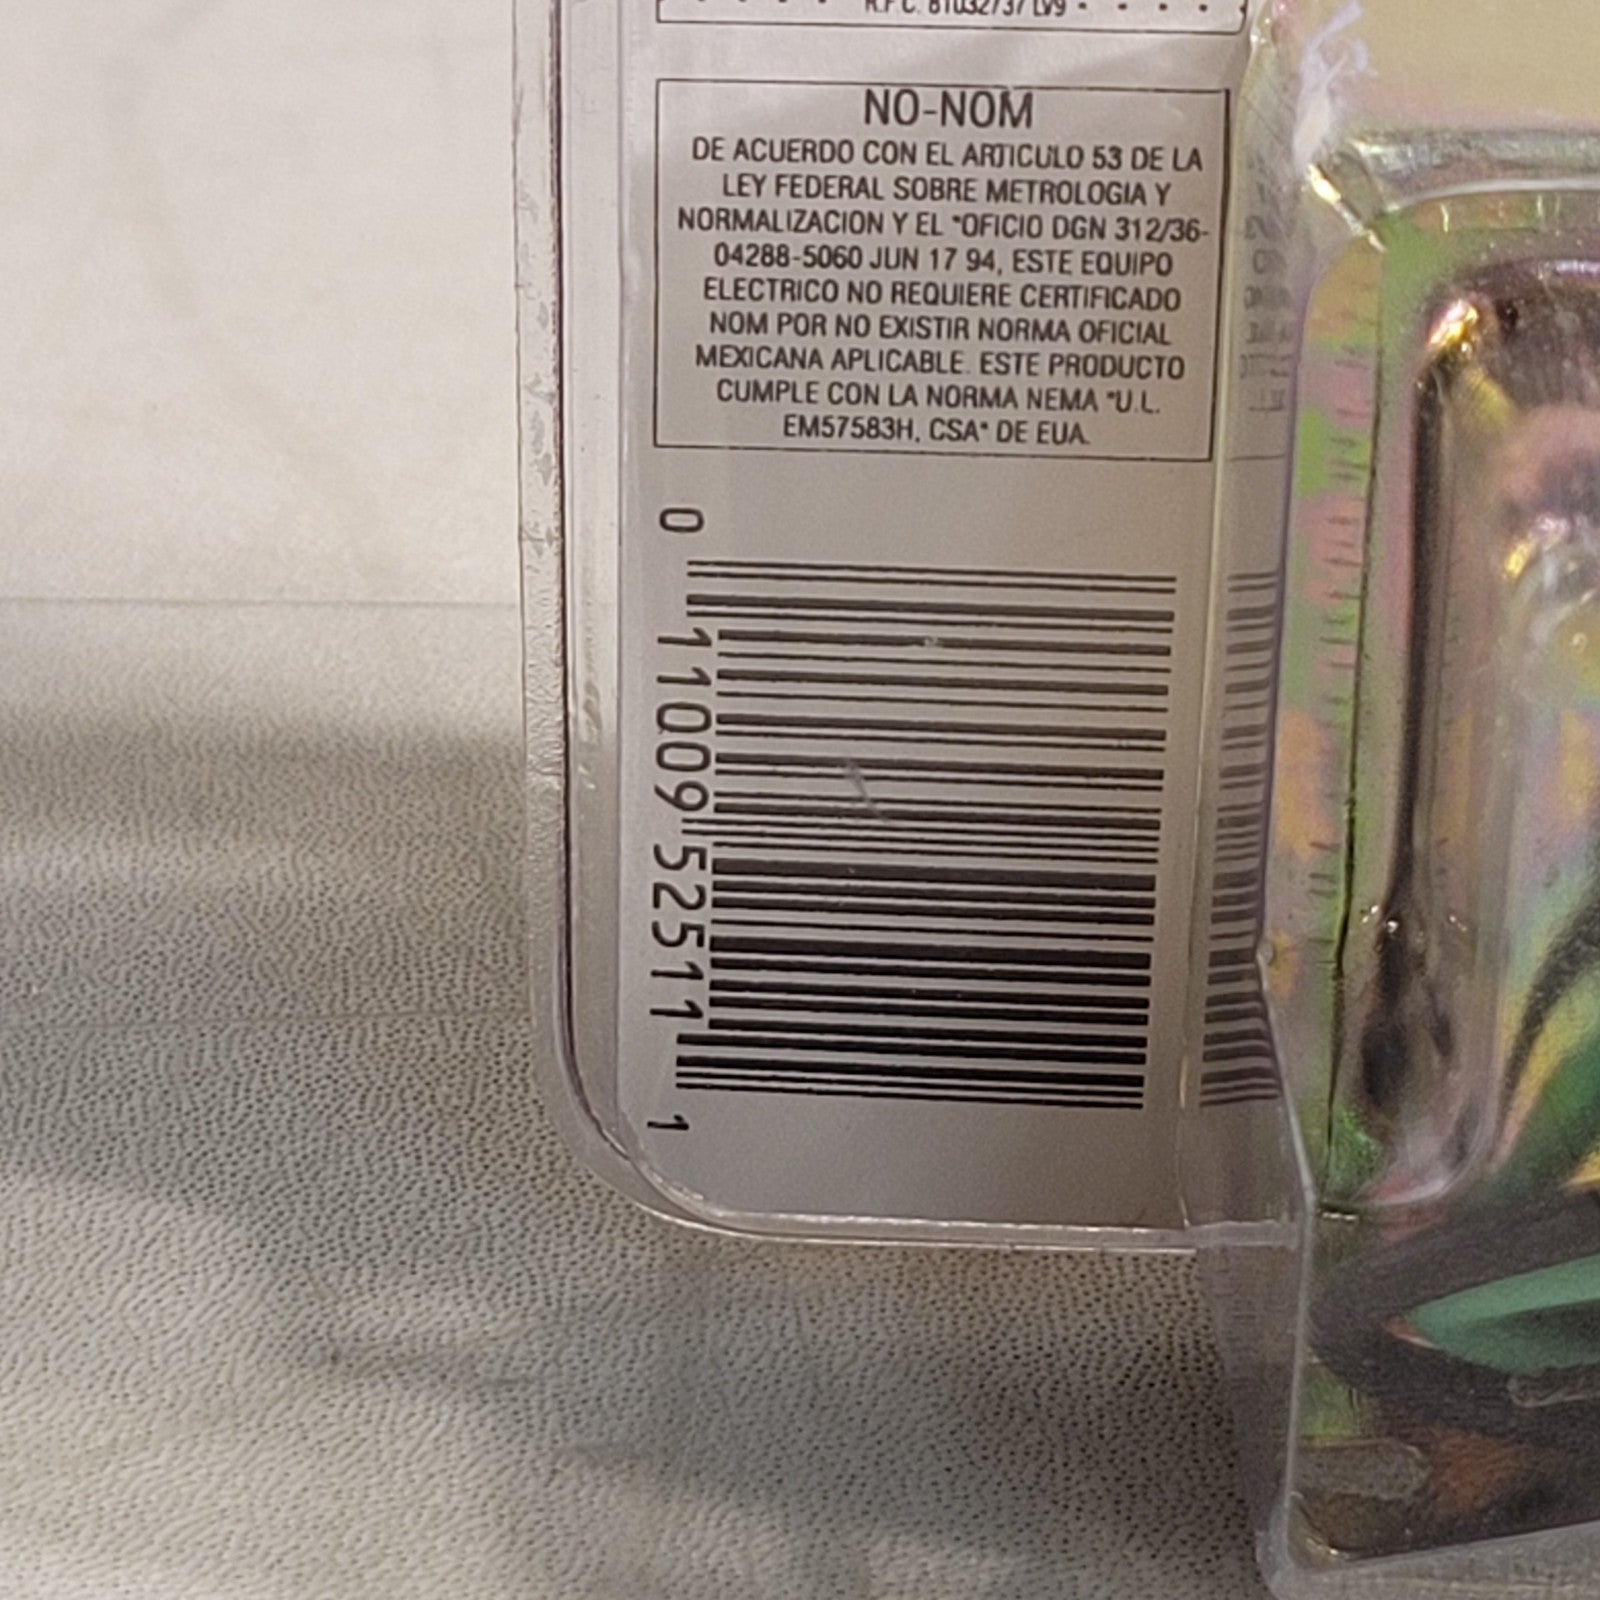 R.F.C. 81032737 LV9
NO-NOM
DE ACUERDO CON EL ARTICULO 53 DE LA
LEY FEDERAL SOBRE METROLOGIA Y
NORMALIZACION Y EL "OFICIO DGN 312/36-
04288-5060 JUN 17 94, ESTE EQUIPO
ELECTRICO NO REQUIERE CERTIFICADO
NOM POR NO EXISTIR NORMA OFICIAL
MEXICANA APLICABLE. ESTE PRODUCTO
CUMPLE CON LA NORMA NEMA "U.L.
EM57583H, CSA" DE EUA.
0 11009 52511 1